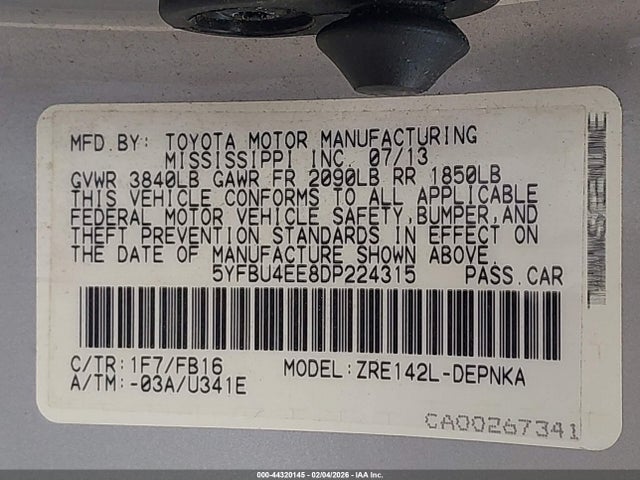 MFD. BY: TOYOTA MOTOR MANUFACTURING
MISSISSIPPI INC. 07/13
GVWR 3840LB GAWR FR 2090LB RR 1850LB
THIS VEHICLE CONFORMS TO ALL APPLICABLE
FEDERAL MOTOR VEHICLE SAFETY, BUMPER, AND
THEFT PREVENTION STANDARDS IN EFFECT ON
THE DATE OF MANUFACTURE SHOWN ABOVE.
5YFBU4EE8DP224315 PASS. CAR
C/TR: 1F7/FB16 MODEL: ZRE142L-DEPNKA
A/TM: -03A/U341E
CA00267341
000-44320145 - 02/04/2026 - IAA Inc.